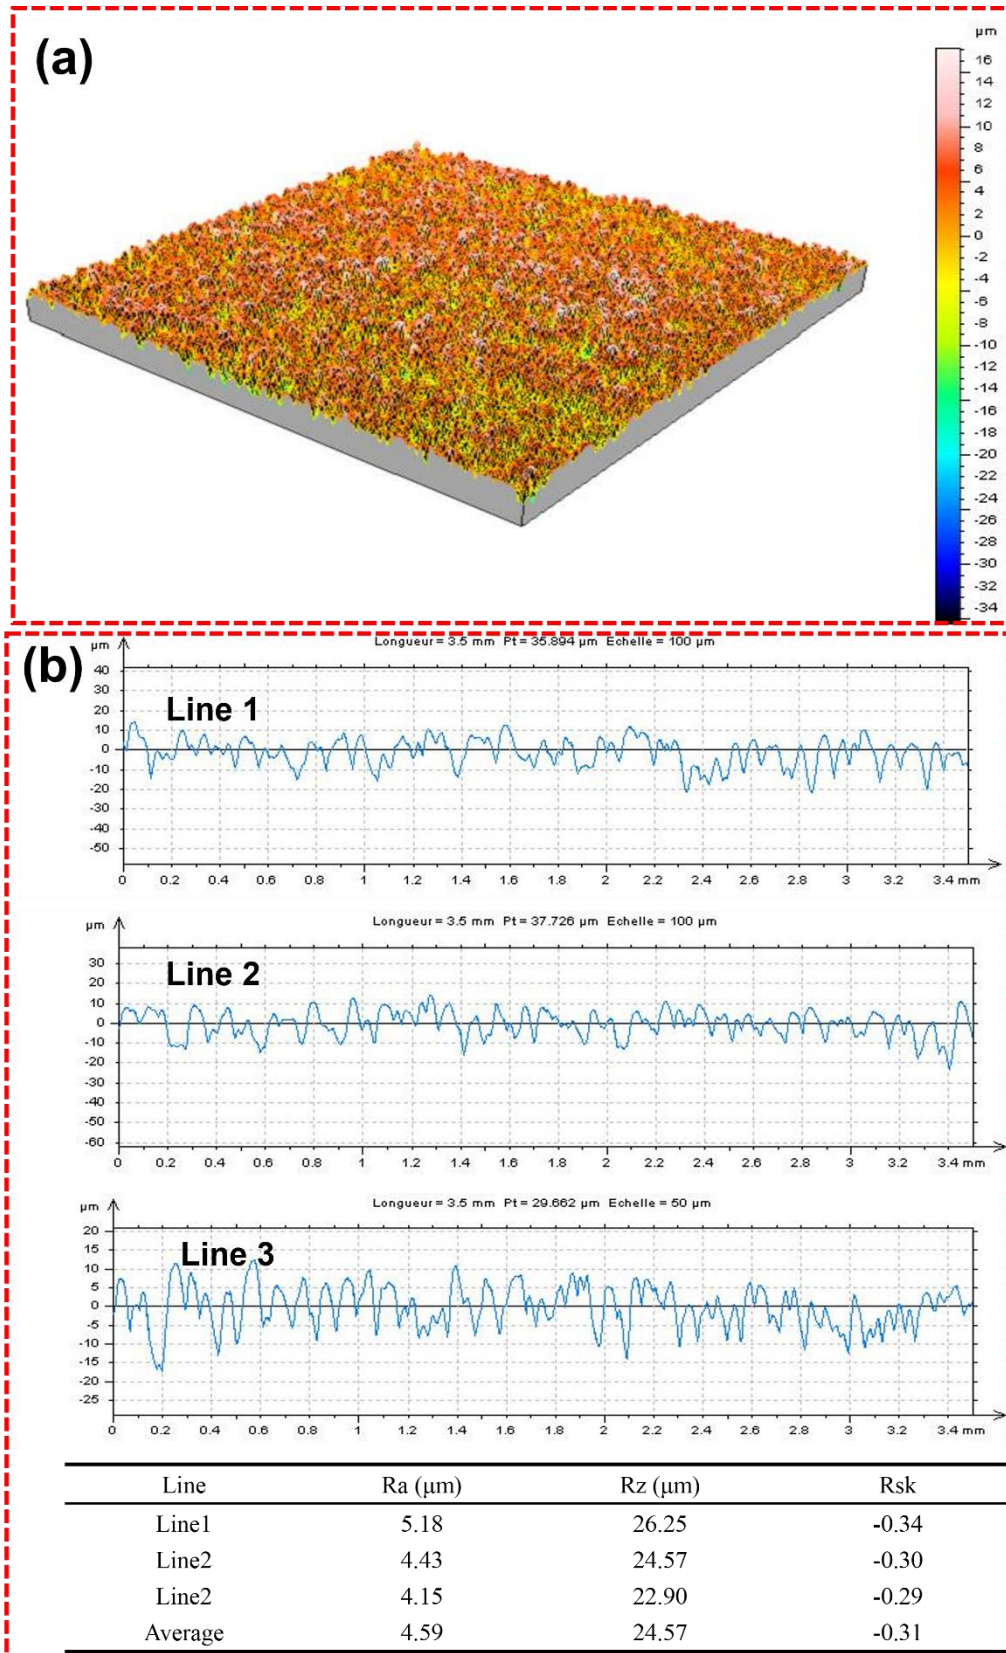 (a)
µm
16
14
12
10
8
6
4
2
0
-2
-4
-6
-8
-10
-12
-14
-16
-18
-20
-22
-24
-26
-28
-30
-32
-34
(b)
Longueur = 3.5 mm Pt = 35.894 µm Echelle = 100 µm
µm
Line 1
40
30
20
10
0
-10
-20
-30
-40
-50
0 0.2 0.4 0.6 0.8 1 1.2 1.4 1.6 1.8 2 2.2 2.4 2.6 2.8 3 3.2 3.4 mm
Longueur = 3.5 mm Pt = 37.726 µm Echelle = 100 µm
µm
Line 2
30
20
10
0
-10
-20
-30
-40
-50
-60
0 0.2 0.4 0.6 0.8 1 1.2 1.4 1.6 1.8 2 2.2 2.4 2.6 2.8 3 3.2 3.4 mm
Longueur = 3.5 mm Pt = 29.662 µm Echelle = 50 µm
µm
Line 3
20
15
10
5
0
-5
-10
-15
-20
-25
0 0.2 0.4 0.6 0.8 1 1.2 1.4 1.6 1.8 2 2.2 2.4 2.6 2.8 3 3.2 3.4 mm
Line Ra (µm) Rz (µm) Rsk
Line1 5.18 26.25 -0.34
Line2 4.43 24.57 -0.30
Line2 4.15 22.90 -0.29
Average 4.59 24.57 -0.31